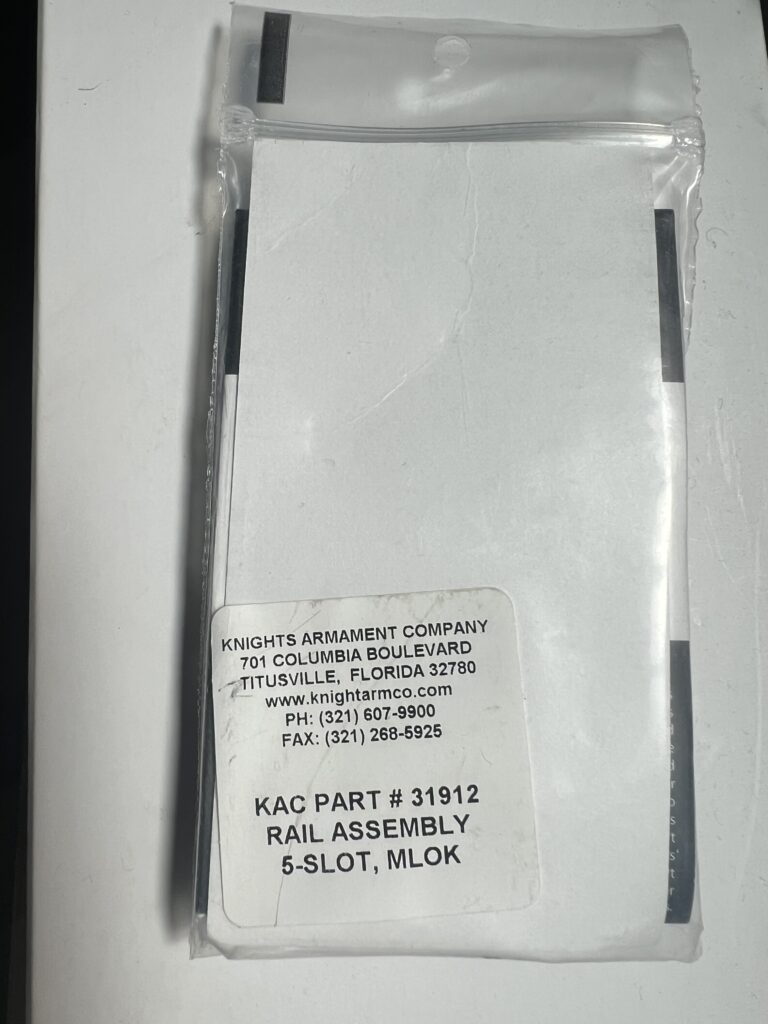 KNIGHTS ARMAMENT COMPANY
701 COLUMBIA BOULEVARD
TITUSVILLE, FLORIDA 32780
www.knightarmco.com
PH: (321) 607-9900
FAX: (321) 268-5925
KAC PART # 31912
RAIL ASSEMBLY
5-SLOT, MLOK